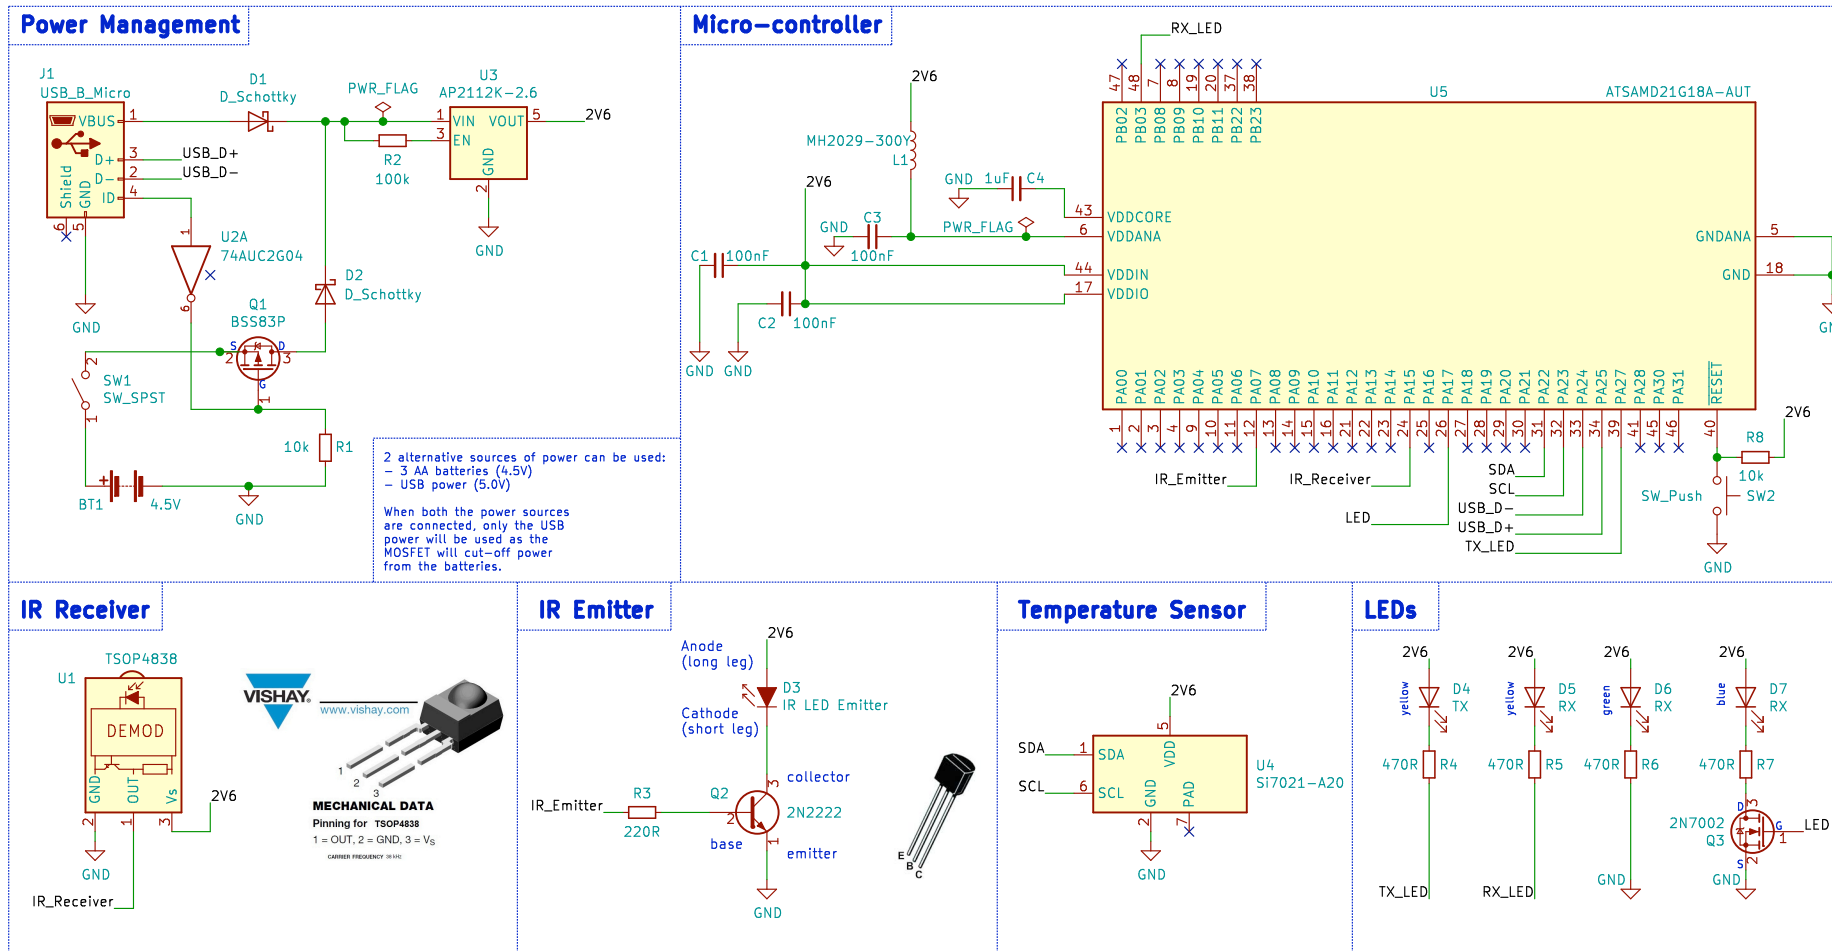 Power Management
J1
USB_B_Micro
VBUS
1
D+
3
USB_D+
D-
2
USB_D-
ID
4
Shield
GND
6
5
GND
D1
D_Schottky
PWR_FLAG
R2
100k
U3
AP2112K-2.6
1
VIN
VOUT
5
2V6
3
EN
GND
2
GND
1
U2A
74AUC2G04
6
D2
D_Schottky
Q1
BSS83P
S
D
2
3
G
1
2
SW1
SW_SPST
1
10k
R1
+
BT1
4.5V
GND
2 alternative sources of power can be used:
- 3 AA batteries (4.5V)
- USB power (5.0V)
When both the power sources
are connected, only the USB
power will be used as the
MOSFET will cut-off power
from the batteries.
Micro-controller
RX_LED
47
48
7
8
19
20
37
38
PB02
PB03
PB08
PB09
PB10
PB11
PB22
PB23
U5
ATSAMD21G18A-AUT
2V6
MH2029-300Y
L1
2V6
GND
1uF
C4
43
VDDCORE
GND
C3
100nF
PWR_FLAG
6
VDDANA
C1
100nF
44
VDDIN
17
VDDIO
C2
100nF
GND
GND
GNDANA
5
GND
18
PA00
PA01
PA02
PA03
PA04
PA05
PA06
PA07
PA08
PA09
PA10
PA11
PA12
PA13
PA14
PA15
PA16
PA17
PA18
PA19
PA20
PA21
PA22
PA23
PA24
PA25
PA27
PA28
PA30
PA31
RESET
1
2
3
4
9
10
11
12
13
14
15
16
21
22
23
24
25
26
27
28
29
30
31
32
33
34
39
41
45
46
40
IR_Emitter
IR_Receiver
LED
SDA
SCL
USB_D-
USB_D+
TX_LED
2V6
R8
10k
SW_Push
SW2
GND
IR Receiver
TSOP4838
U1
DEMOD
GND
OUT
Vs
2
1
3
2V6
GND
IR_Receiver
VISHAY.
www.vishay.com
1
2
3
MECHANICAL DATA
Pinning for TSOP4838
1 = OUT, 2 = GND, 3 = VS
CARRIER FREQUENCY 38 kHz
IR Emitter
2V6
Anode
(long leg)
D3
IR LED Emitter
Cathode
(short leg)
3
collector
IR_Emitter
R3
220R
Q2
2
2N2222
base
1
emitter
GND
E
B
C
Temperature Sensor
2V6
5
SDA
1
SDA
VDD
SCL
6
SCL
GND
PAD
U4
Si7021-A20
2
7
GND
LEDs
2V6
yellow
D4
TX
470R
R4
TX_LED
2V6
yellow
D5
RX
470R
R5
RX_LED
2V6
green
D6
RX
470R
R6
GND
2V6
blue
D7
RX
470R
R7
D
3
2N7002
Q3
G
1
LED
S
2
GND